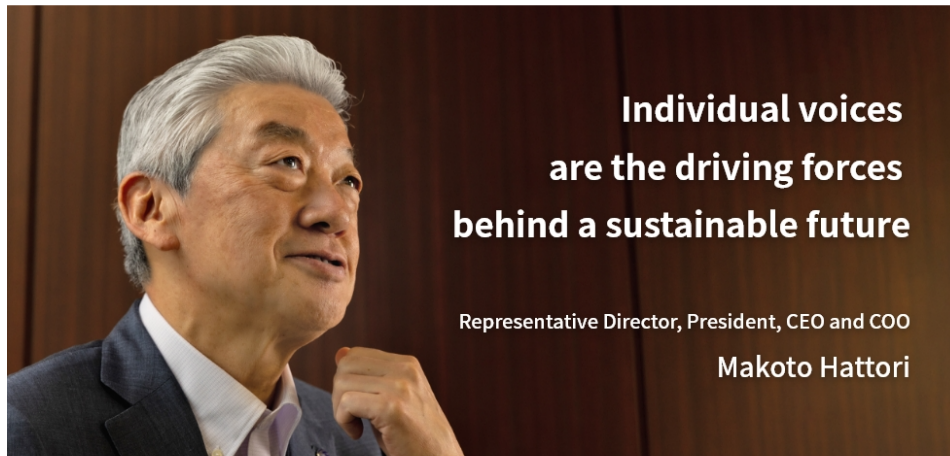 Individual voices
are the driving forces
behind a sustainable future
Representative Director, President, CEO and COO
Makoto Hattori